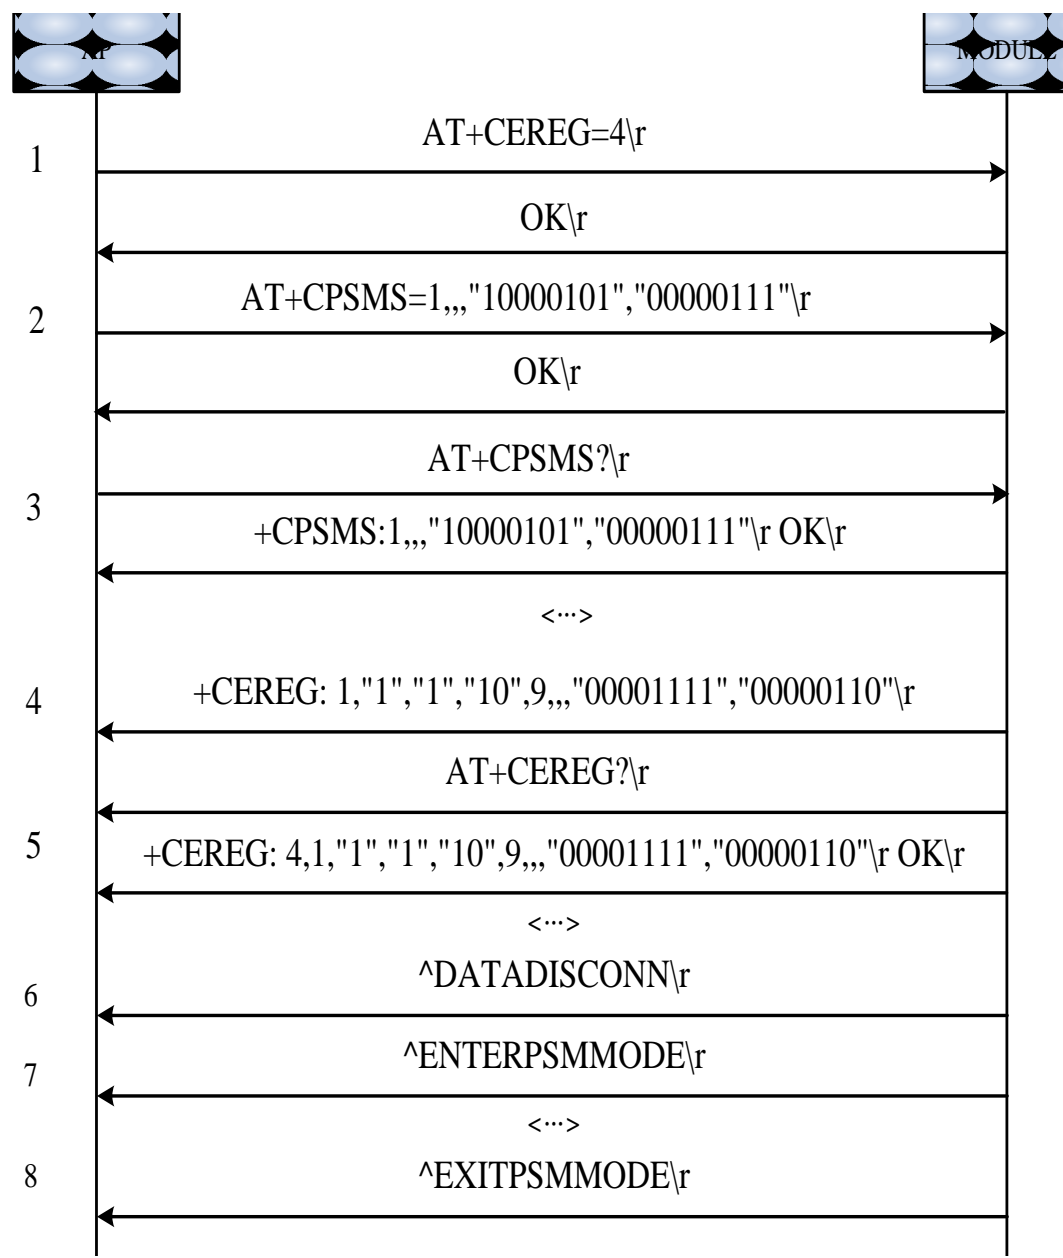 AP
MODULE
1
AT+CEREG=4\r
OK\r
2
AT+CPSMS=1,,,"10000101","00000111"\r
OK\r
3
AT+CPSMS?\r
+CPSMS:1,,,"10000101","00000111"\r OK\r
<···>
4
+CEREG: 1,"1","1","10",9,,,"00001111","00000110"\r
AT+CEREG?\r
5
+CEREG: 4,1,"1","1","10",9,,,"00001111","00000110"\r OK\r
<···>
6
^DATADISCONN\r
7
^ENTERPSMMODE\r
<···>
8
^EXITPSMMODE\r